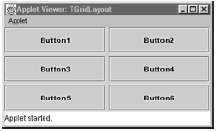 Applet Viewer: TGridLayout
Applet
Button1 Button2
Button3 Button4
Button5 Button6
Applet started.